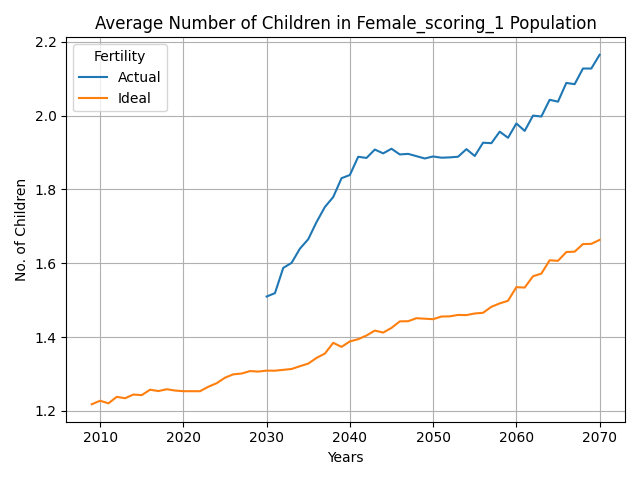 Average Number of Children in Female_scoring_1 Population
Fertility
Actual
Ideal
No. of Children
2.2
2.0
1.8
1.6
1.4
1.2
2010 2020 2030 2040 2050 2060 2070
Years